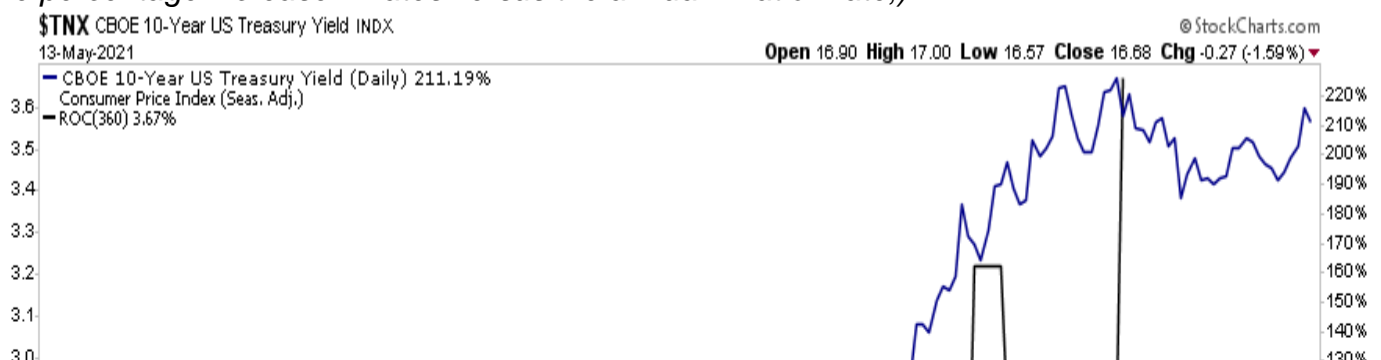 $TNX CBOE 10-Year US Treasury Yield INDX
© StockCharts.com
13-May-2021
Open 16.90 High 17.00 Low 16.57 Close 16.68 Chg -0.27 (-1.59%)
CBOE 10-Year US Treasury Yield (Daily) 211.19%
Consumer Price Index (Seas. Adj.)
ROC(360) 3.67%
3.6
3.5
3.4
3.3
3.2
3.1
3.0
220%
210%
200%
190%
180%
170%
160%
150%
140%
130%